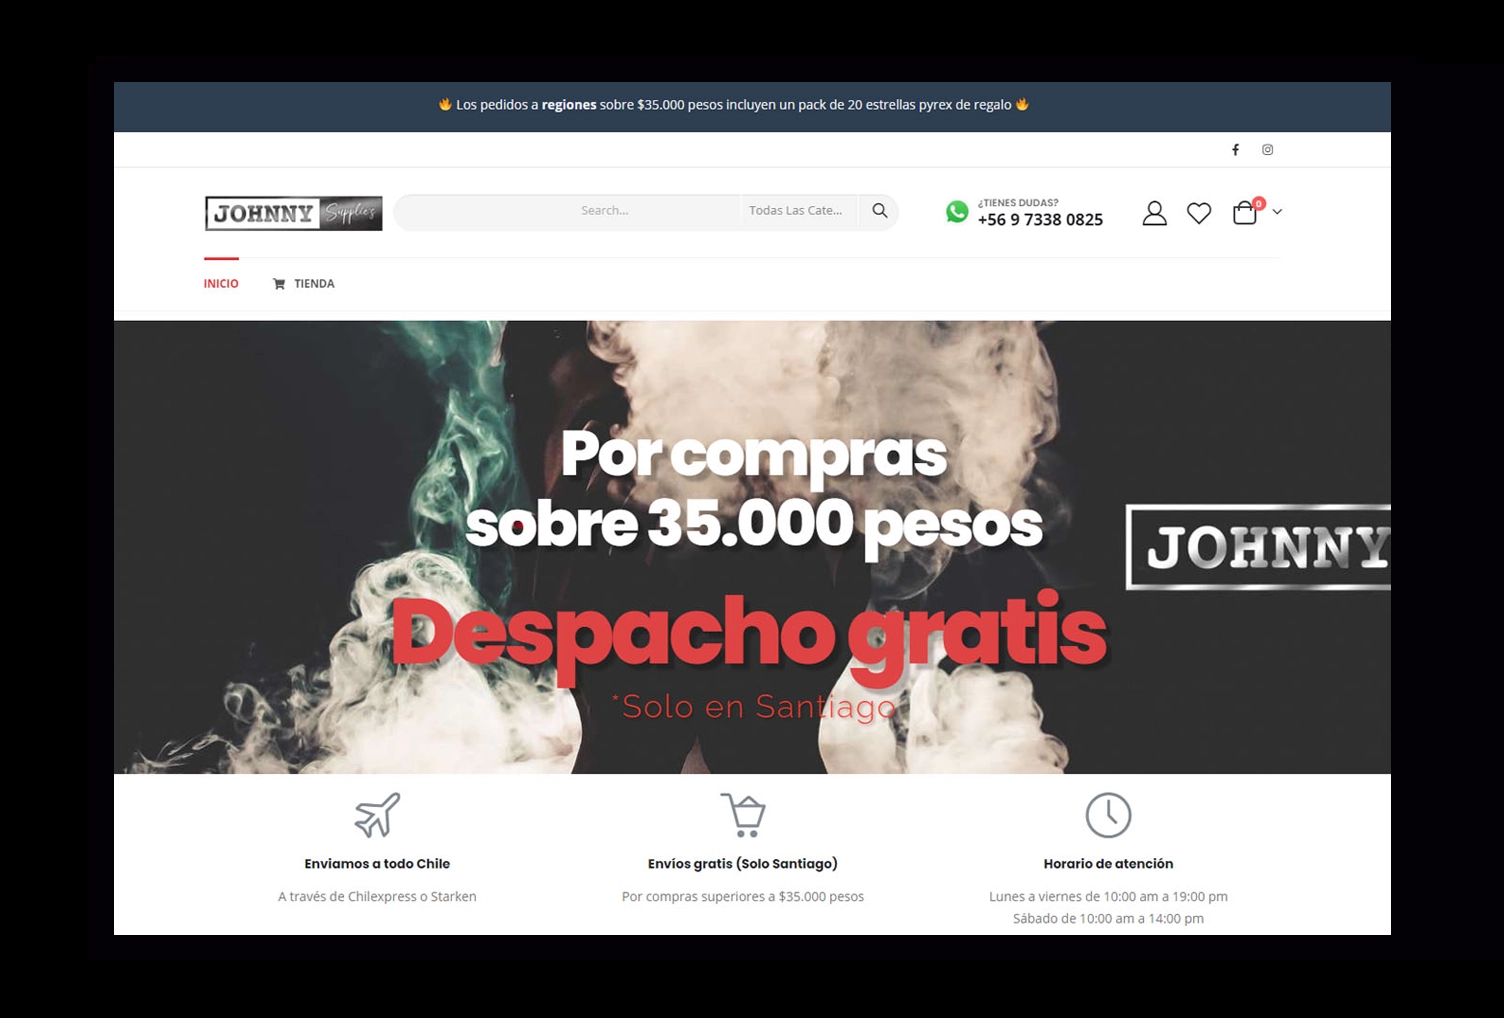 🔥 Los pedidos a regiones sobre $35.000 pesos incluyen un pack de 20 estrellas pyrex de regalo 🔥
JOHNNY Supplies
Search...
Todas Las Cate...
¿TIENES DUDAS?
+56 9 7338 0825
0
INICIO
TIENDA
Por compras
sobre 35.000 pesos
JOHNNY
Despacho gratis
*Solo en Santiago
Enviamos a todo Chile
A través de Chilexpress o Starken
Envíos gratis (Solo Santiago)
Por compras superiores a $35.000 pesos
Horario de atención
Lunes a viernes de 10:00 am a 19:00 pm
Sábado de 10:00 am a 14:00 pm